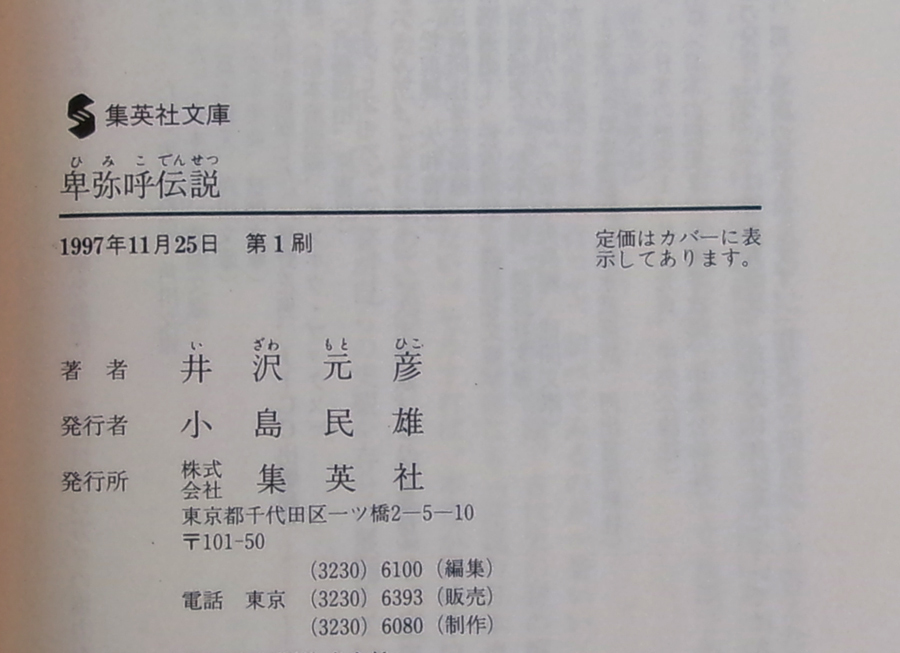 集英社文庫
ひみこでんせつ
卑弥呼伝説
1997年11月25日 第1刷
定価はカバーに表
示してあります。
いざわもとひこ
著者 井沢元彦
発行者 小島民雄
発行所 株式会社 集英社
東京都千代田区一ツ橋2―5―10
〒101-50
(3230) 6100 (編集)
電話 東京 (3230) 6393 (販売)
(3230) 6080 (制作)